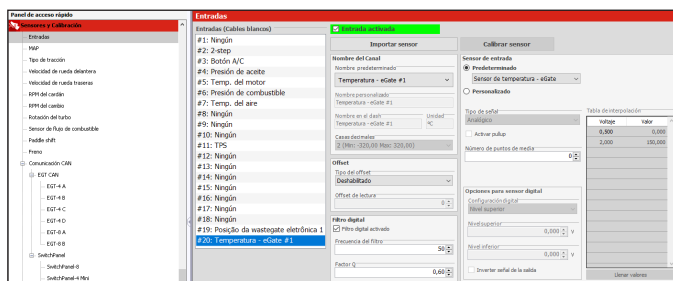 Panel de acceso rápido
Sensores y Calibración
Entradas
MAP
Tipo de tracción
Velocidad de rueda delantera
Velocidad de rueda traseras
RPM del cardán
RPM del cambio
Rotación del turbo
Sensor de flujo de combustible
Paddle shift
Freno
Comunicación CAN
EGT CAN
EGT-4 A
EGT-4 B
EGT-4 C
EGT-4 D
EGT-8 A
EGT-8 B
SwitchPanel
SwitchPanel-8
SwitchPanel-4 Mini
Entradas
Entradas (Cables blancos)
#1: Ningún
#2: 2-step
#3: Botón A/C
#4: Presión de aceite
#5: Temp. del motor
#6: Presión de combustible
#7: Temp. del aire
#8: Ningún
#9: Ningún
#10: Ningún
#11: TPS
#12: Ningún
#13: Ningún
#14: Ningún
#15: Ningún
#16: Ningún
#17: Ningún
#18: Ningún
#19: Posição da wastegate eletrônica 1
#20: Temperatura - eGate #1
Entrada activada
Importar sensor
Nombre del Canal
Nombre predeterminado
Temperatura - eGate #1
Nombre personalizado
Temperatura - eGate #1
Nombre en el dash Unidad
Temperatura - eGate #1 ºC
Casas decimales
2 (Min: -320,00 Max: 320,00)
Offset
Tipo del offset
Deshabilitado
Offset de lectura
0
Filtro digital
Filtro digital activado
Frecuencia del filtro
50
Factor Q
0,60
Calibrar sensor
Sensor de entrada
Predeterminado
Sensor de temperatura - eGate
Personalizado
Tipo de señal
Analógico
Activar pullup
Número de puntos de media
0
Opciones para sensor digital
Configuración digital
Nivel superior
Nivel superior
0,000 V
Nivel inferior
0,000 V
Inverter señal de la salida
Tabla de interpolación
Voltaje Valor
0,500 0,000
2,000 150,000
Llenar valores